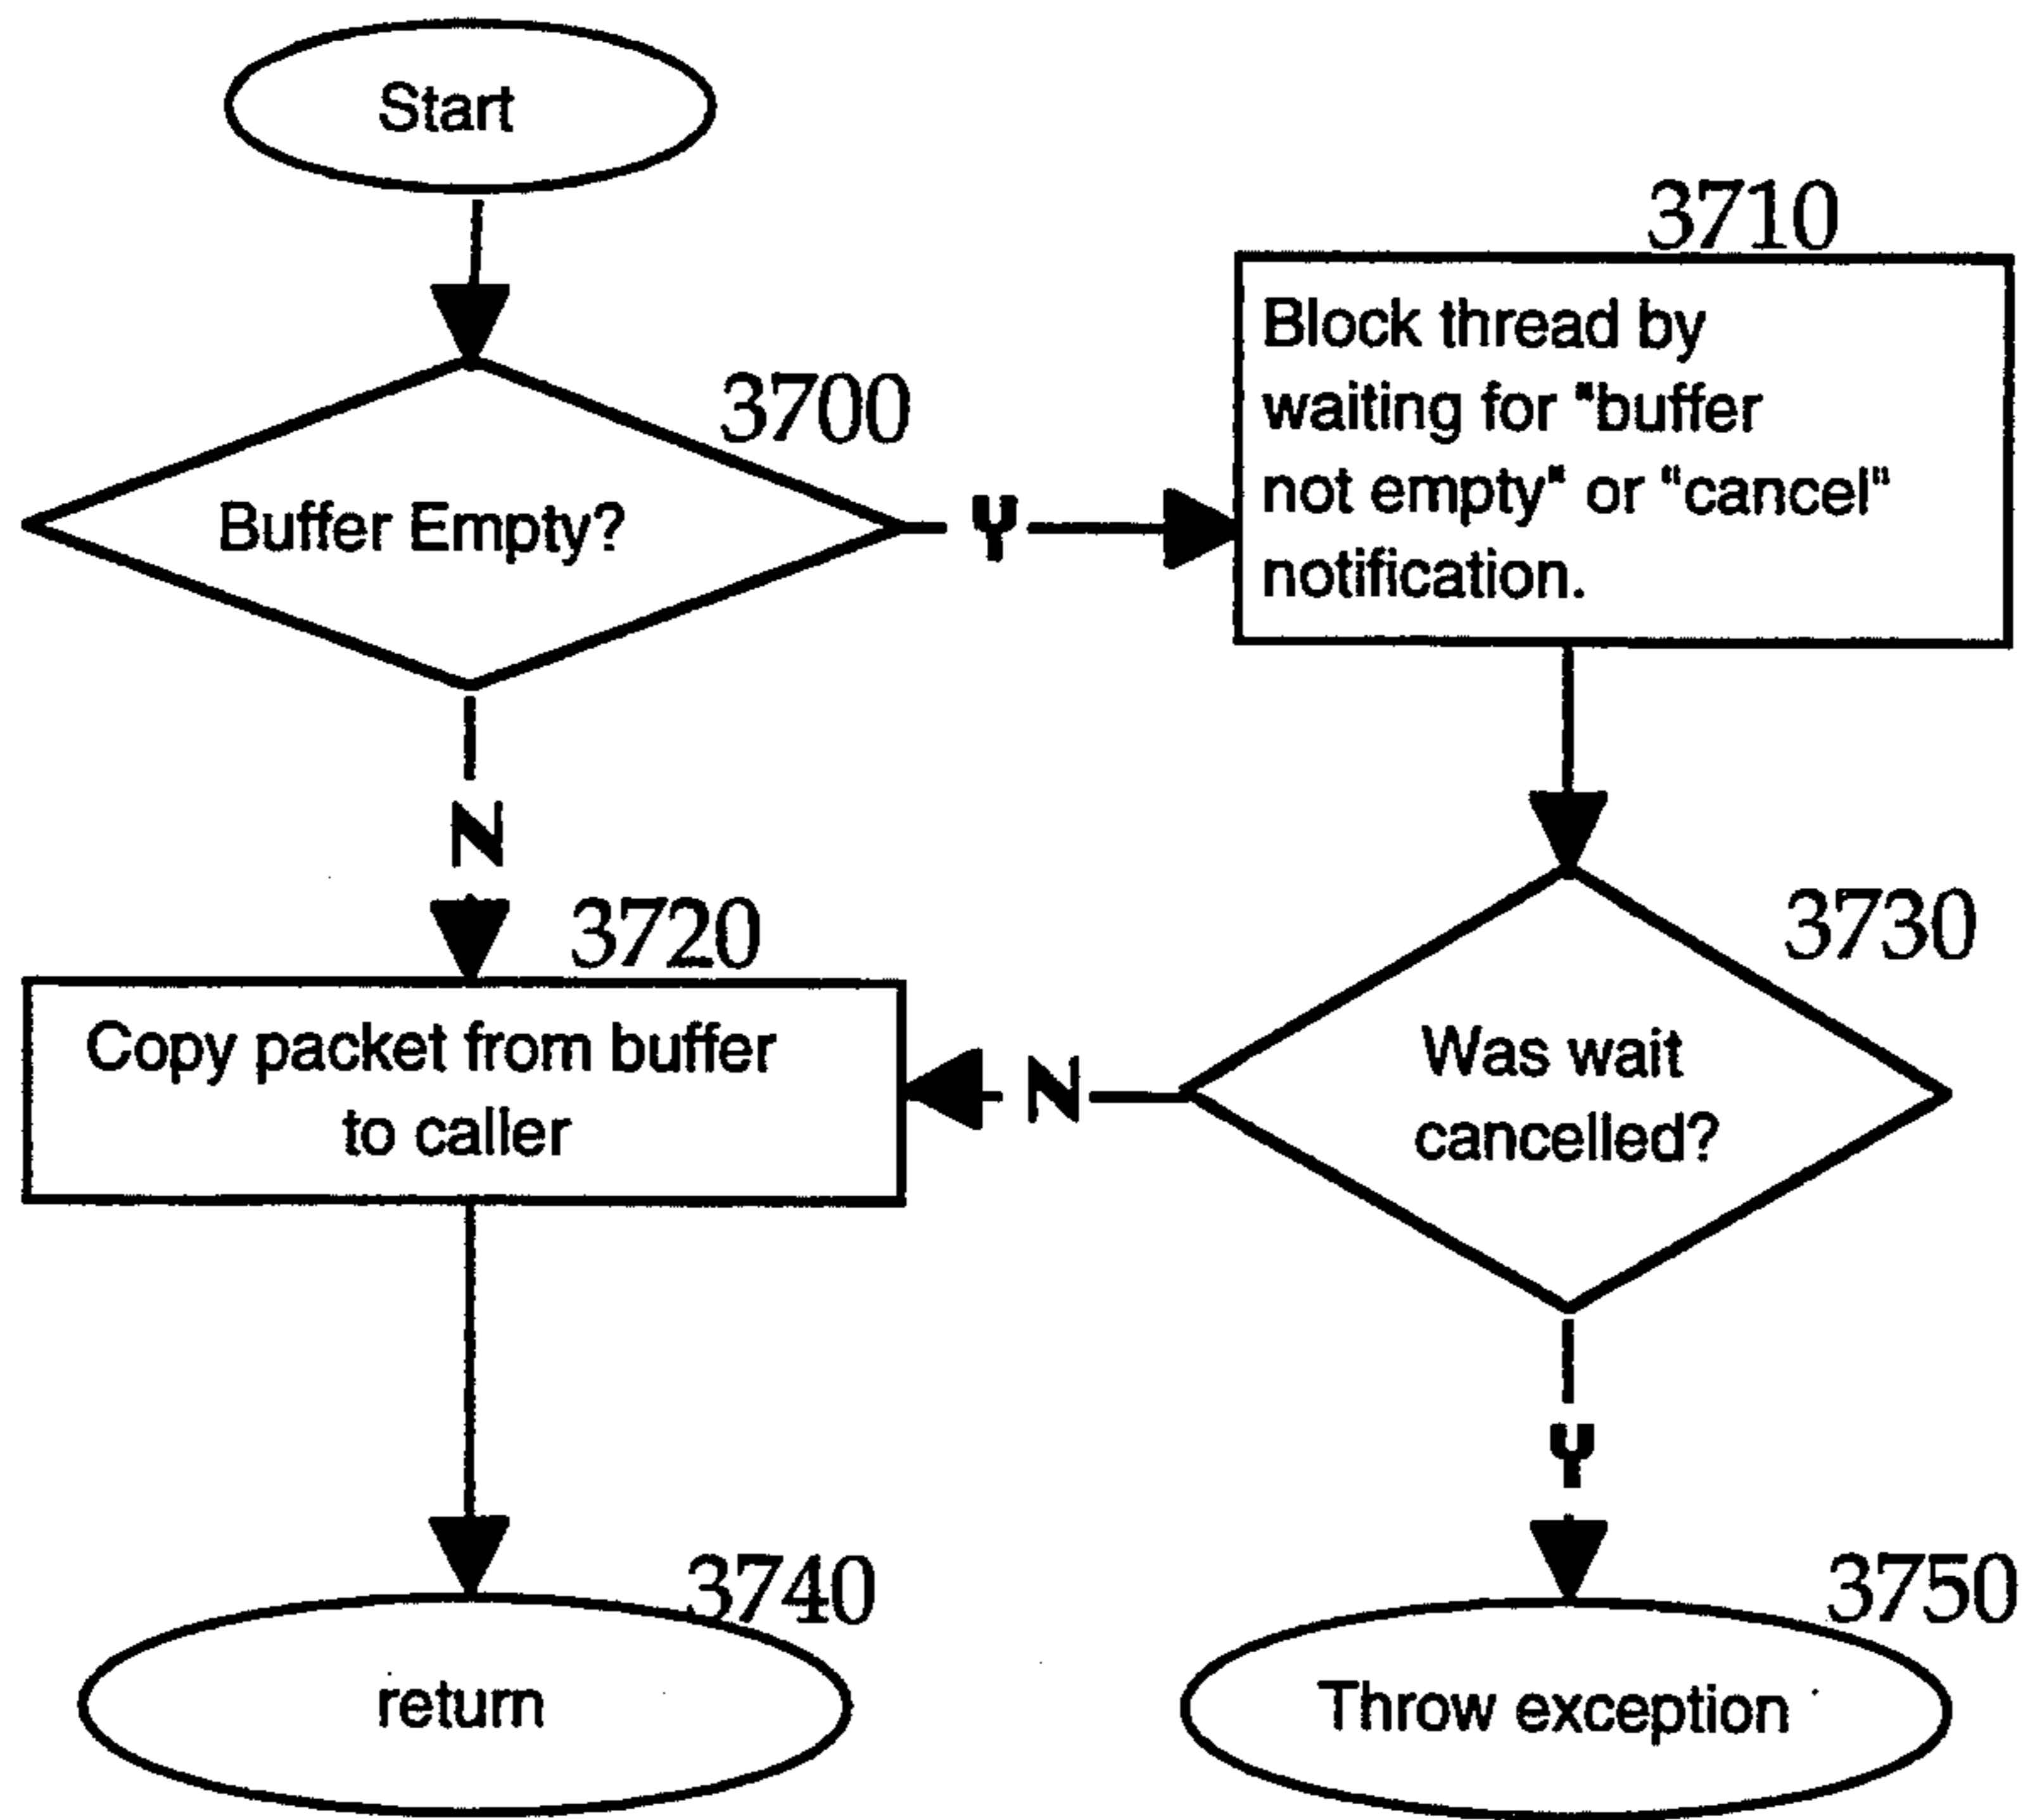 Start
3700
Buffer Empty?
Y
3710
Block thread by
waiting for "buffer
not empty" or "cancel"
notification.
N
3720
Copy packet from buffer
to caller
3730
Was wait
cancelled?
N
Y
3740
return
3750
Throw exception